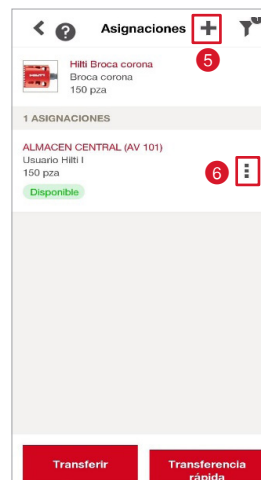 Asignaciones
5
Hilti Broca corona
Broca corona
150 pza
1 ASIGNACIONES
ALMACEN CENTRAL (AV 101)
Usuario Hilti I
150 pza
6
Disponible
Transferir
Transferencia
rápida